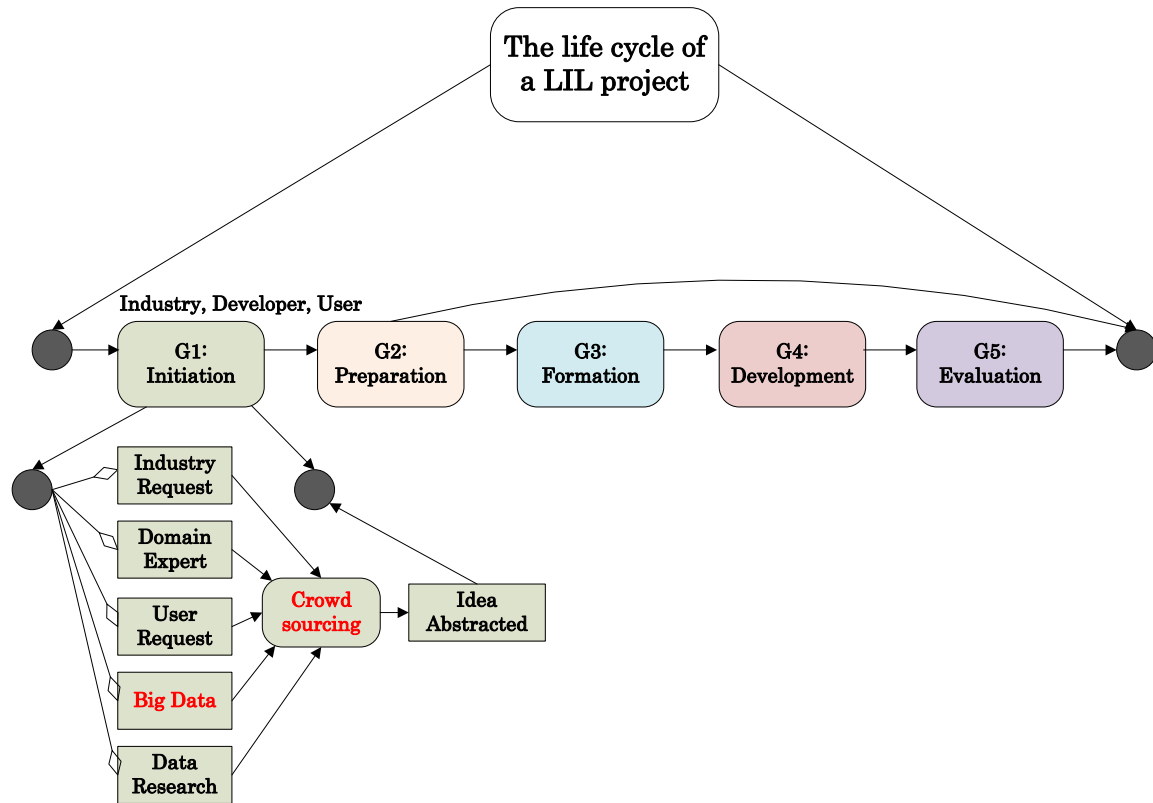 The life cycle of
a LIL project
Industry, Developer, User
G1:
Initiation
G2:
Preparation
G3:
Formation
G4:
Development
G5:
Evaluation
Industry
Request
Domain
Expert
User
Request
Big Data
Data
Research
Crowd
sourcing
Idea
Abstracted